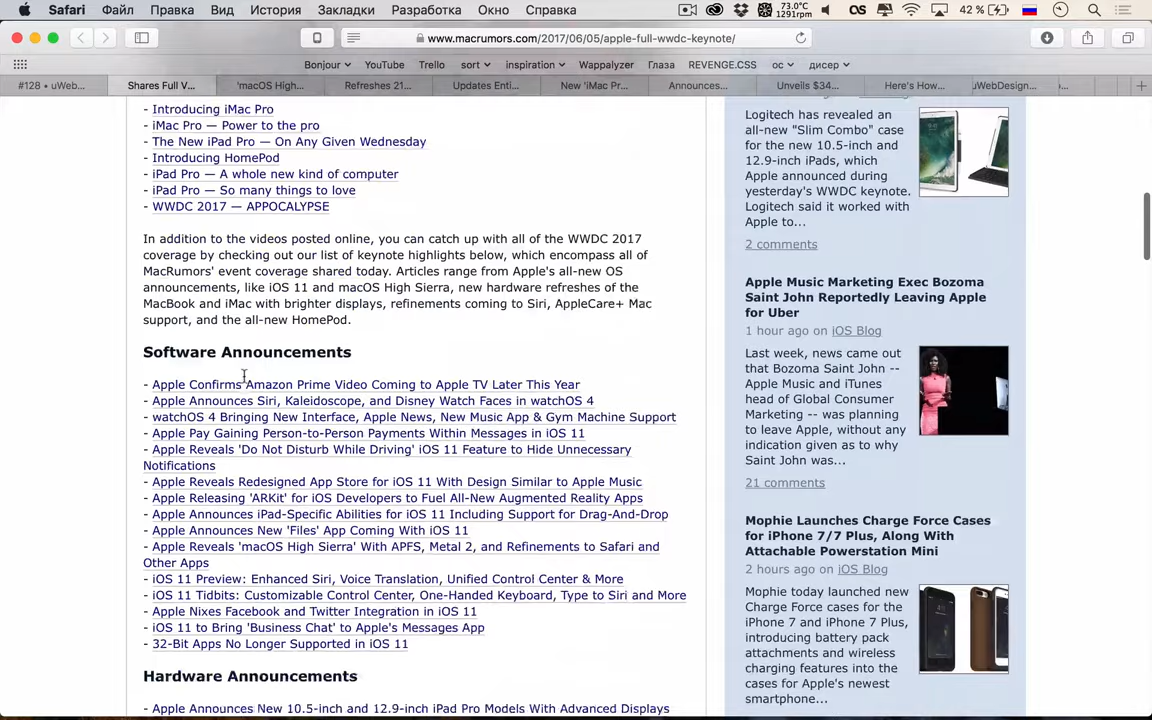 Safari Файл Правка Вид История Закладки Разработка Окно Справка
73.0°C
1291rpm
42 %
www.macrumors.com/2017/06/05/apple-full-wwdc-keynote/
Bonjour YouTube Trello sort inspiration Wappalyzer Глаза REVENGE.CSS ос дисер
#128 • uWeb... Shares Full V... 'macOS High... Refreshes 21... Updates Enti... New 'iMac Pr... Announces... Unveils $34... Here's How... uWebDesign...
- Introducing iMac Pro
- iMac Pro — Power to the pro
- The New iPad Pro — On Any Given Wednesday
- Introducing HomePod
- iPad Pro — A whole new kind of computer
- iPad Pro — So many things to love
- WWDC 2017 — APPOCALYPSE
In addition to the videos posted online, you can catch up with all of the WWDC 2017
keynote by checking out our list of keynote highlights below, which encompass all of
MacRumors' event coverage shared today. Articles range from Apple's all-new OS
announcements, like iOS 11 and macOS High Sierra, new hardware refreshes of the
MacBook and iMac with brighter displays, refinements coming to Siri, AppleCare+ Mac
support, and the all-new HomePod.
Software Announcements
- Apple Confirms Amazon Prime Video Coming to Apple TV Later This Year
- Apple Announces Siri, Kaleidoscope, and Disney Watch Faces in watchOS 4
- watchOS 4 Bringing New Interface, Apple News, New Music App & Gym Machine Support
- Apple Pay Gaining Person-to-Person Payments Within Messages in iOS 11
- Apple Reveals 'Do Not Disturb While Driving' iOS 11 Feature to Hide Unnecessary
Notifications
- Apple Reveals Redesigned App Store for iOS 11 With Design Similar to Apple Music
- Apple Releasing 'ARKit' for iOS Developers to Fuel All-New Augmented Reality Apps
- Apple Announces iPad-Specific Abilities for iOS 11 Including Support for Drag-And-Drop
- Apple Announces New 'Files' App Coming With iOS 11
- Apple Reveals 'macOS High Sierra' With APFS, Metal 2, and Refinements to Safari and
Other Apps
- iOS 11 Preview: Enhanced Siri, Voice Translation, Unified Control Center & More
- iOS 11 Tidbits: Customizable Control Center, One-Handed Keyboard, Type to Siri and More
- Apple Nixes Facebook and Twitter Integration in iOS 11
- iOS 11 to Bring 'Business Chat' to Apple's Messages App
- 32-Bit Apps No Longer Supported in iOS 11
Hardware Announcements
- Apple Announces New 10.5-inch and 12.9-inch iPad Pro Models With Advanced Displays
Logitech has revealed an
all-new "Slim Combo" case
for the new 10.5-inch and
12.9-inch iPads, which
Apple announced during
yesterday's WWDC keynote.
Logitech said it worked with
Apple to...
2 comments
Apple Music Marketing Exec Bozoma
Saint John Reportedly Leaving Apple
for Uber
1 hour ago on iOS Blog
Last week, news came out
that Bozoma Saint John --
Apple Music and iTunes
head of Global Consumer
Marketing -- was planning
to leave Apple, without any
indication given as to why
Saint John was...
21 comments
Mophie Launches Charge Force Cases
for iPhone 7/7 Plus, Along With
Attachable Powerstation Mini
2 hours ago on iOS Blog
Mophie today launched new
Charge Force cases for the
iPhone 7 and iPhone 7 Plus,
introducing battery pack
attachments and wireless
charging features into the
cases for Apple's newest
smartphone...